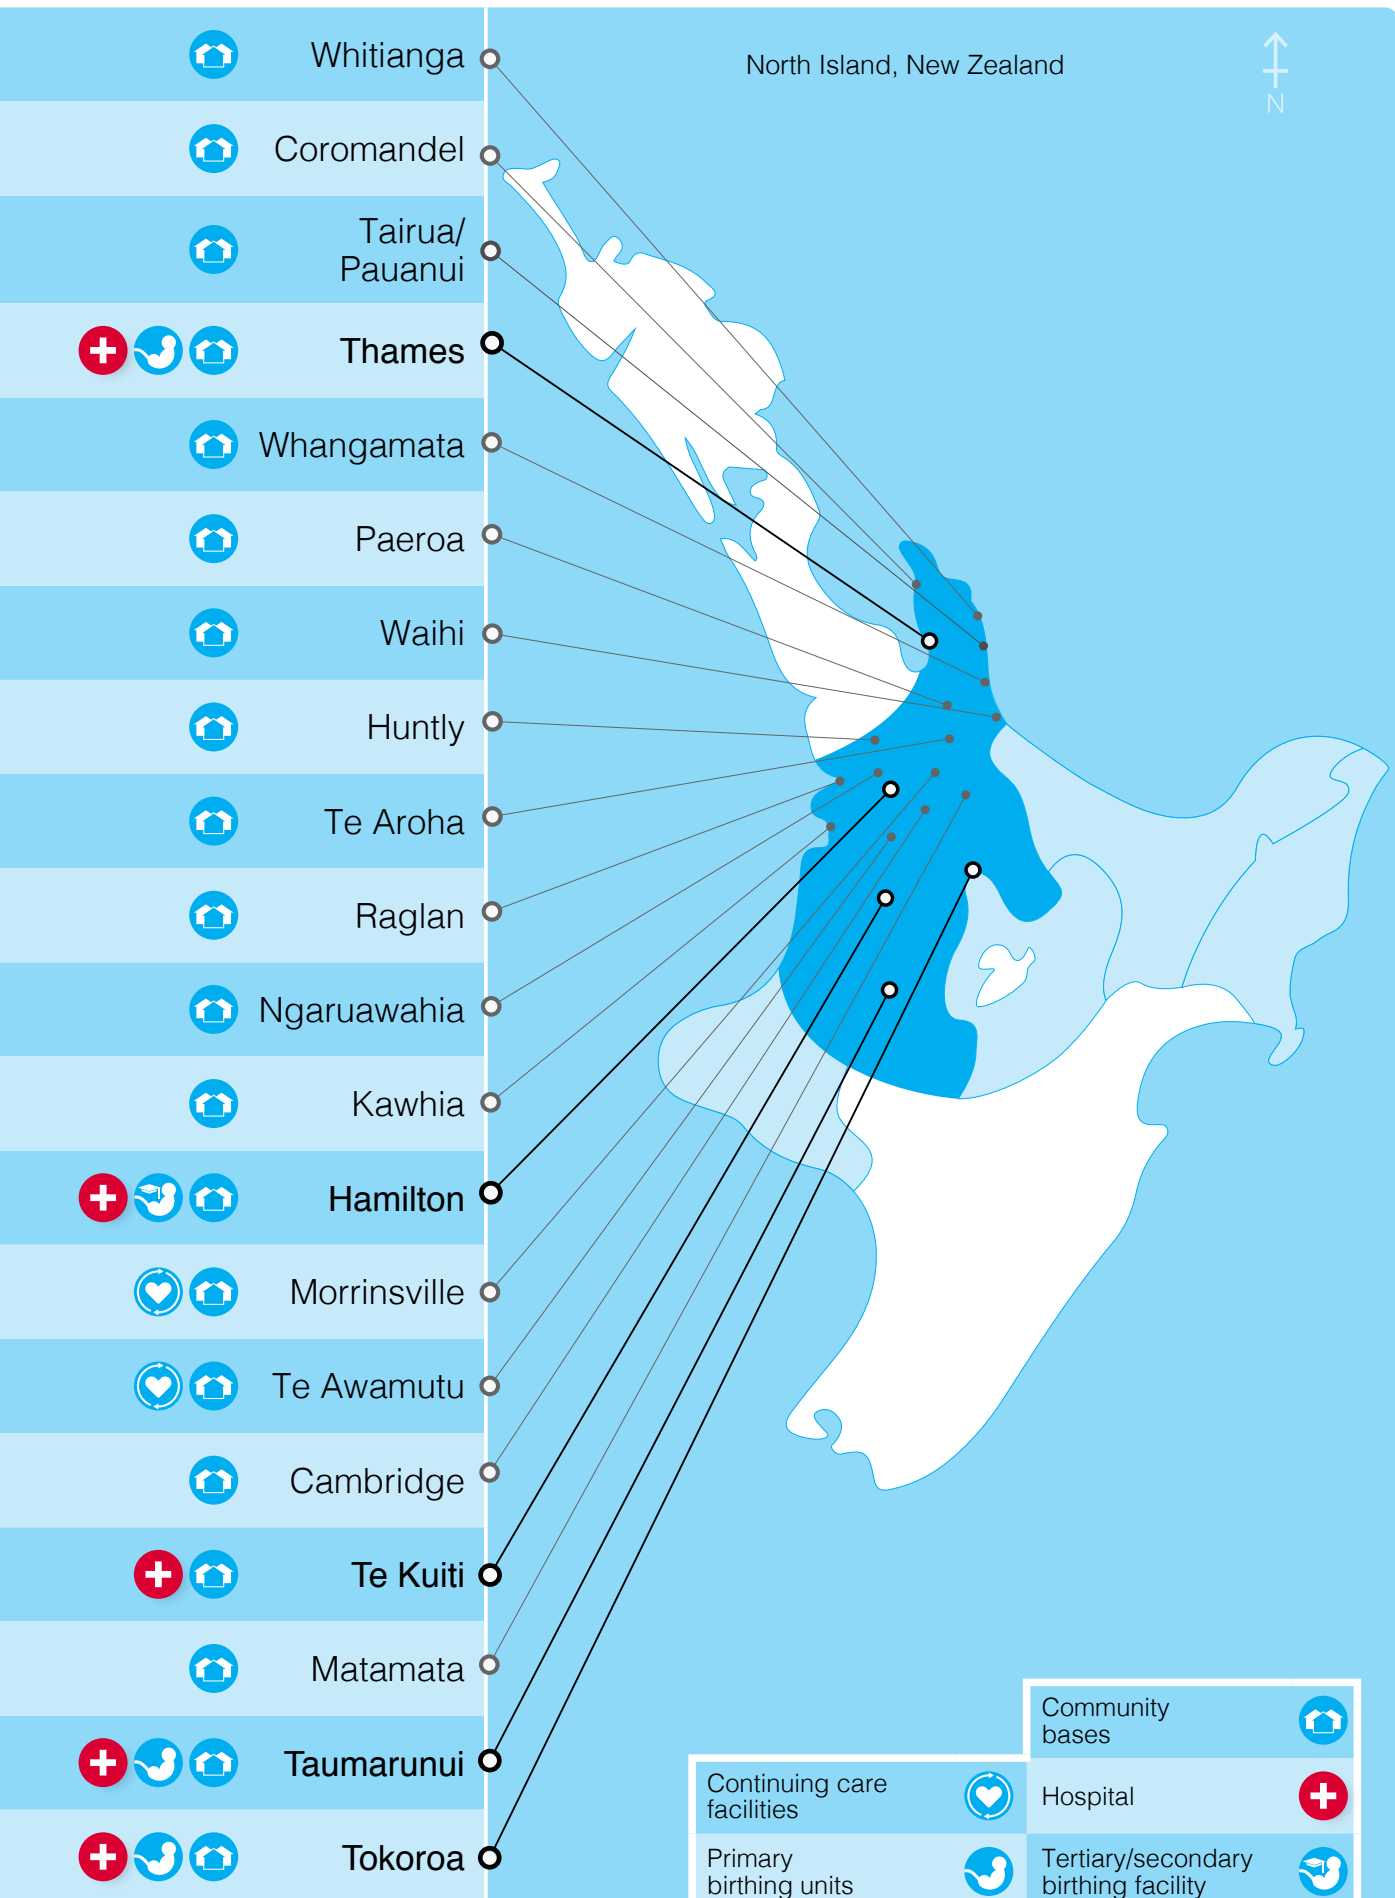 Whitianga
North Island, New Zealand
N
Coromandel
Tairua/
Pauanui
Thames
Whangamata
Paeroa
Waihi
Huntly
Te Aroha
Raglan
Ngaruawahia
Kawhia
Hamilton
Morrinsville
Te Awamutu
Cambridge
Te Kuiti
Matamata
Taumarunui
Tokoroa
Community
bases
Continuing care
facilities
Hospital
Primary
birthing units
Tertiary/secondary
birthing facility